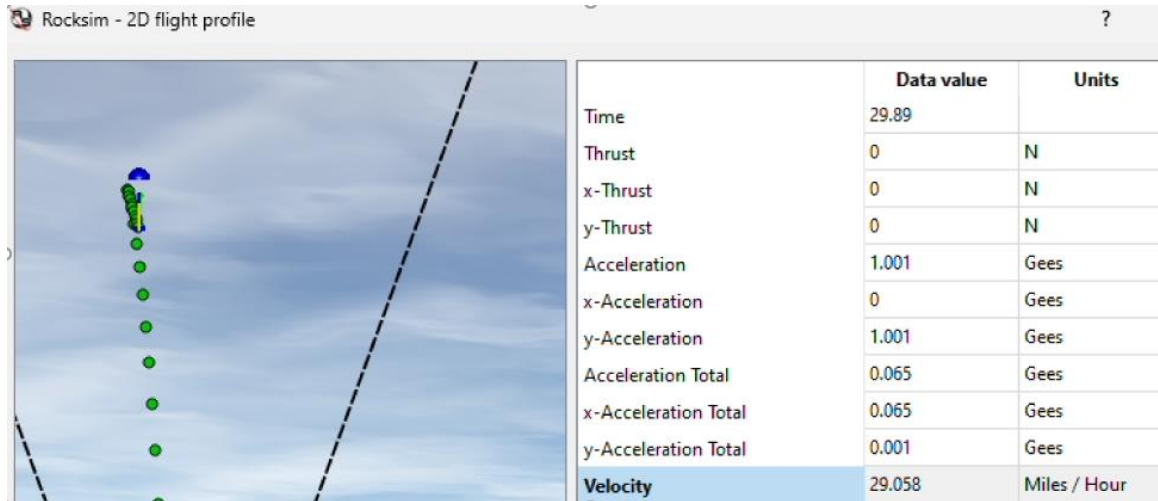 Rocksim - 2D flight profile ?
Data value Units
Time 29.89
Thrust 0 N
x-Thrust 0 N
y-Thrust 0 N
Acceleration 1.001 Gees
x-Acceleration 0 Gees
y-Acceleration 1.001 Gees
Acceleration Total 0.065 Gees
x-Acceleration Total 0.065 Gees
y-Acceleration Total 0.001 Gees
Velocity 29.058 Miles / Hour